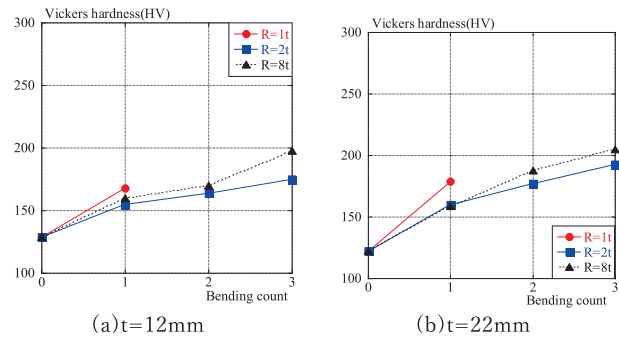 Vickers hardness(HV)
300
250
200
150
100
0
1
2
3
Bending count
R=1t
R=2t
R=8t
(a)t=12mm
Vickers hardness(HV)
300
250
200
150
100
0
1
2
3
Bending count
R=1t
R=2t
R=8t
(b)t=22mm